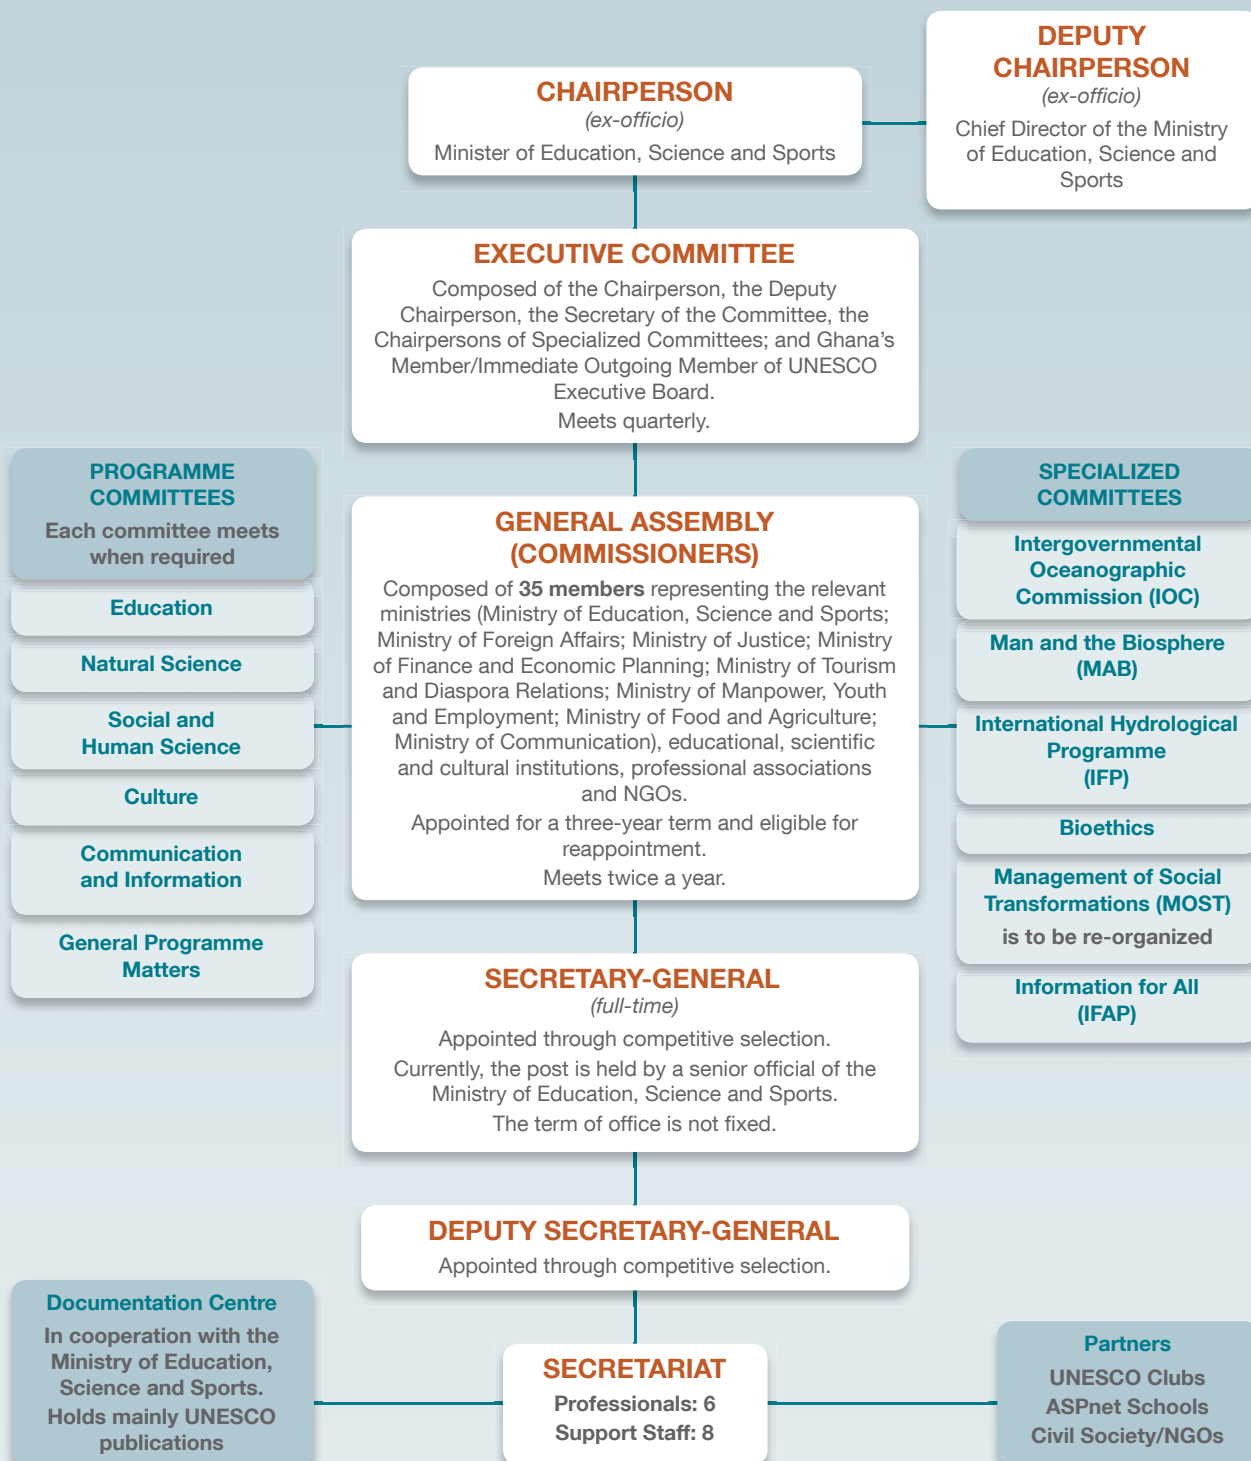 DEPUTY
CHAIRPERSON
(ex-officio)
Chief Director of the Ministry
of Education, Science and
Sports
CHAIRPERSON
(ex-officio)
Minister of Education, Science and Sports
EXECUTIVE COMMITTEE
Composed of the Chairperson, the Deputy
Chairperson, the Secretary of the Committee, the
Chairpersons of Specialized Committees; and Ghana’s
Member/Immediate Outgoing Member of UNESCO
Executive Board.
Meets quarterly.
PROGRAMME
COMMITTEES
Each committee meets
when required
Education
Natural Science
Social and
Human Science
Culture
Communication
and Information
General Programme
Matters
GENERAL ASSEMBLY
(COMMISSIONERS)
Composed of 35 members representing the relevant
ministries (Ministry of Education, Science and Sports;
Ministry of Foreign Affairs; Ministry of Justice; Ministry
of Finance and Economic Planning; Ministry of Tourism
and Diaspora Relations; Ministry of Manpower, Youth
and Employment; Ministry of Food and Agriculture;
Ministry of Communication), educational, scientific
and cultural institutions, professional associations
and NGOs.
Appointed for a three-year term and eligible for
reappointment.
Meets twice a year.
SPECIALIZED
COMMITTEES
Intergovernmental
Oceanographic
Commission (IOC)
Man and the Biosphere
(MAB)
International Hydrological
Programme
(IFP)
Bioethics
Management of Social
Transformations (MOST)
is to be re-organized
Information for All
(IFAP)
SECRETARY-GENERAL
(full-time)
Appointed through competitive selection.
Currently, the post is held by a senior official of the
Ministry of Education, Science and Sports.
The term of office is not fixed.
DEPUTY SECRETARY-GENERAL
Appointed through competitive selection.
Documentation Centre
In cooperation with the
Ministry of Education,
Science and Sports.
Holds mainly UNESCO
publications
SECRETARIAT
Professionals: 6
Support Staff: 8
Partners
UNESCO Clubs
ASPnet Schools
Civil Society/NGOs